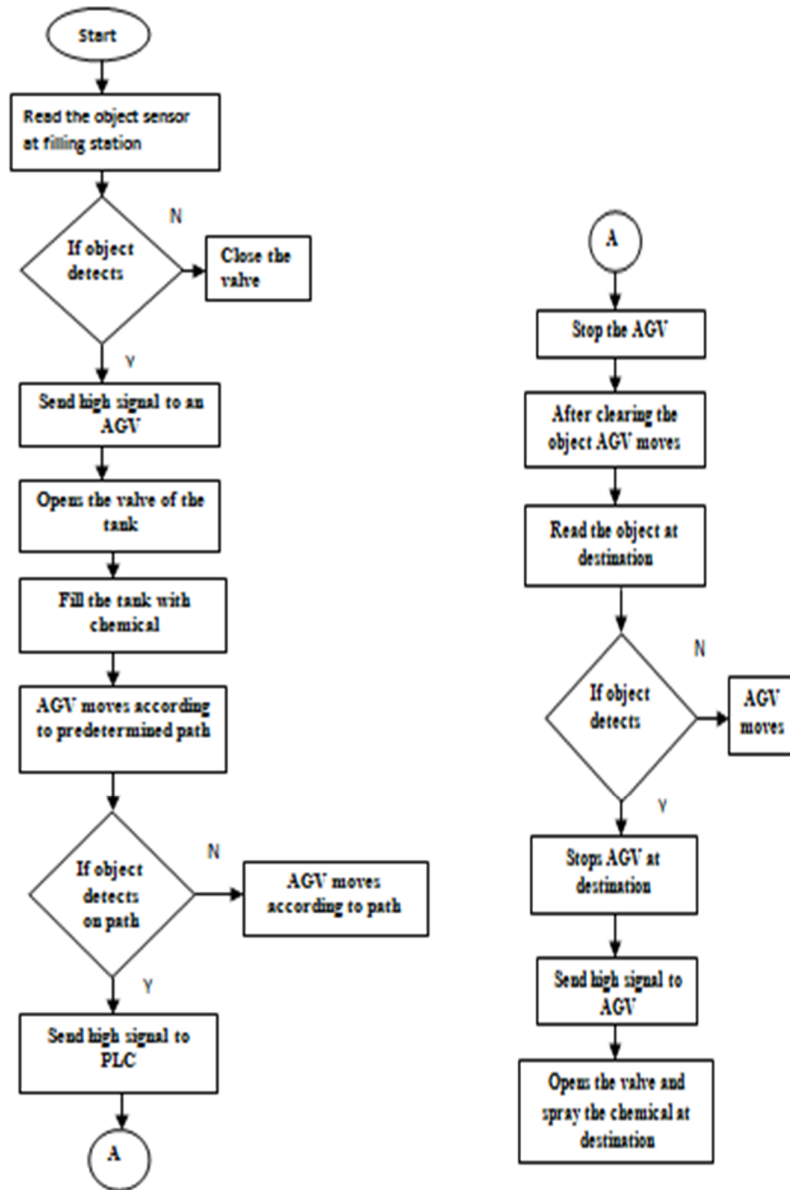 Start
Read the object sensor
at filling station
N
If object
detects
Close the
valve
Y
Send high signal to an
AGV
Opens the valve of the
tank
Fill the tank with
chemical
AGV moves according
to predetermined path
N
If object
detects
on path
AGV moves
according to path
Y
Send high signal to
PLC
A
A
Stop the AGV
After clearing the
object AGV moves
Read the object at
destination
N
If object
detects
AGV
moves
Y
Stops AGV at
destination
Send high signal to
AGV
Opens the valve and
spray the chemical at
destination